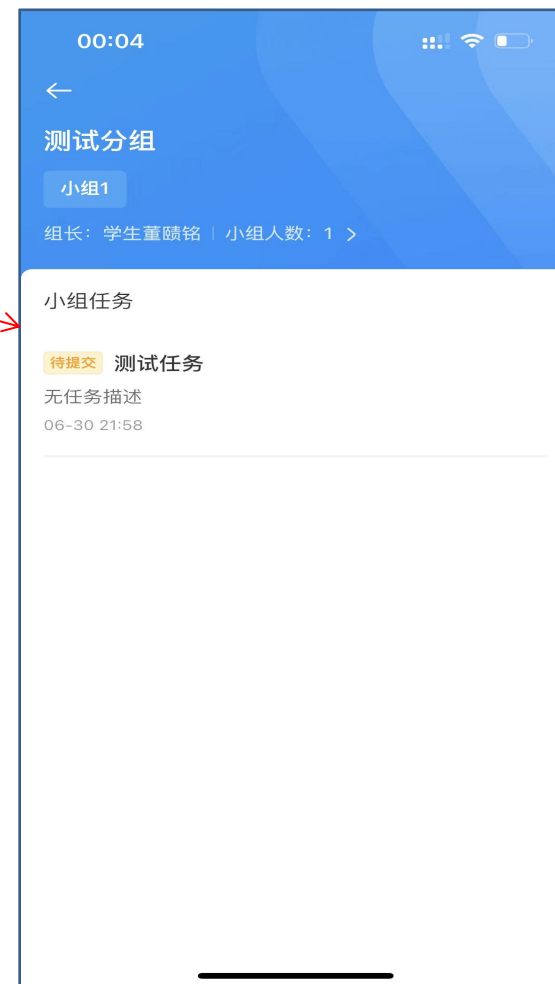 00:04
测试分组
小组1
组长：学生董赜铭 | 小组人数：1 >
小组任务
待提交 测试任务
无任务描述
06-30 21:58